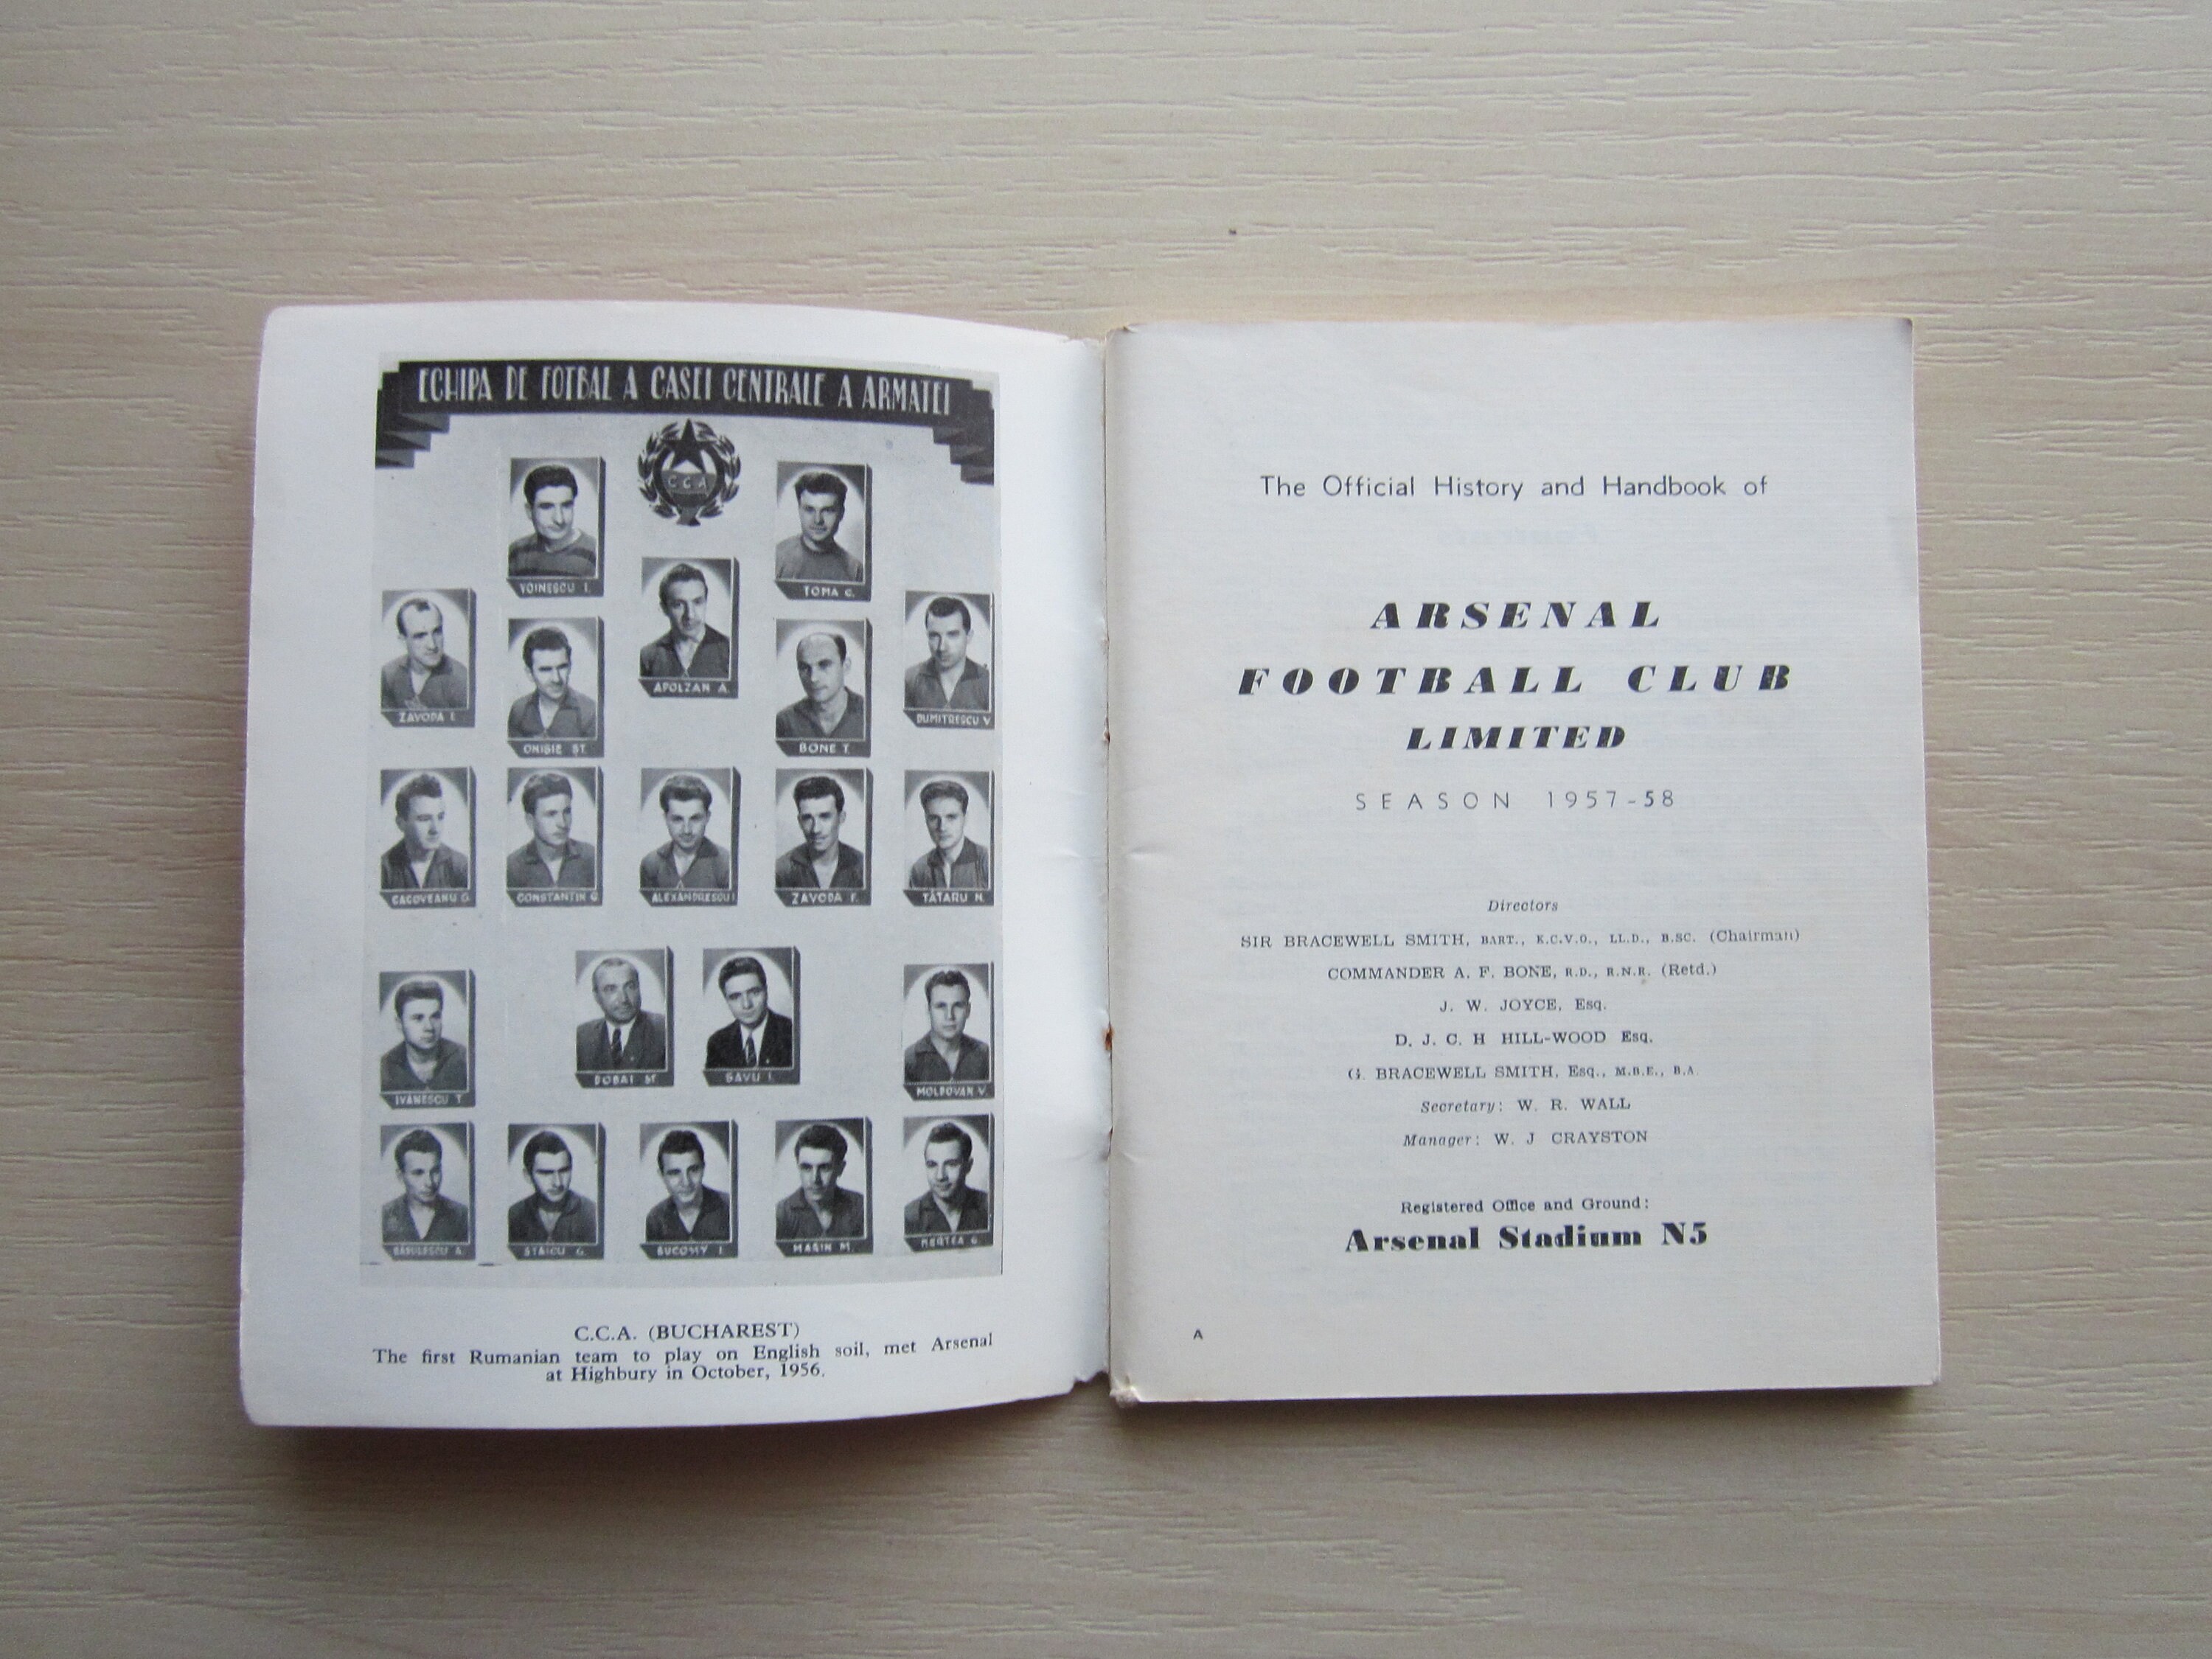 ECHIPA DE FOTBAL A CASEI CENTRALE A ARMATEI
CCA
VOINESCU I.
TOMA C.
APOLZAN A.
ZAVODA I.
ONISIE ST.
BONE T.
DUMITRESCU V.
CACOVEANU G.
CONSTANTIN G.
ALEXANDRESCU I.
ZAVODA F.
TĂTARU N.
IVĂNESCU T.
DOBAI ST.
SAVU I.
MOLDOVAN V.
STAICU G.
BUCOSSY I.
MARIN M.
C.C.A. (BUCHAREST)
The first Rumanian team to play on English soil, met Arsenal
at Highbury in October, 1956.
The Official History and Handbook of
ARSENAL
FOOTBALL CLUB
LIMITED
SEASON 1957-58
Directors
SIR BRACEWELL SMITH, BART., K.C.V.O., LL.D., B.SC. (Chairman)
COMMANDER A. F. BONE, R.D., R.N.R. (Retd.)
J. W. JOYCE, Esq.
D. J. C. H HILL-WOOD Esq.
G. BRACEWELL SMITH, Esq., M.B.E., B.A
Secretary: W. R. WALL
Manager: W. J CRAYSTON
Registered Office and Ground:
Arsenal Stadium N5
A